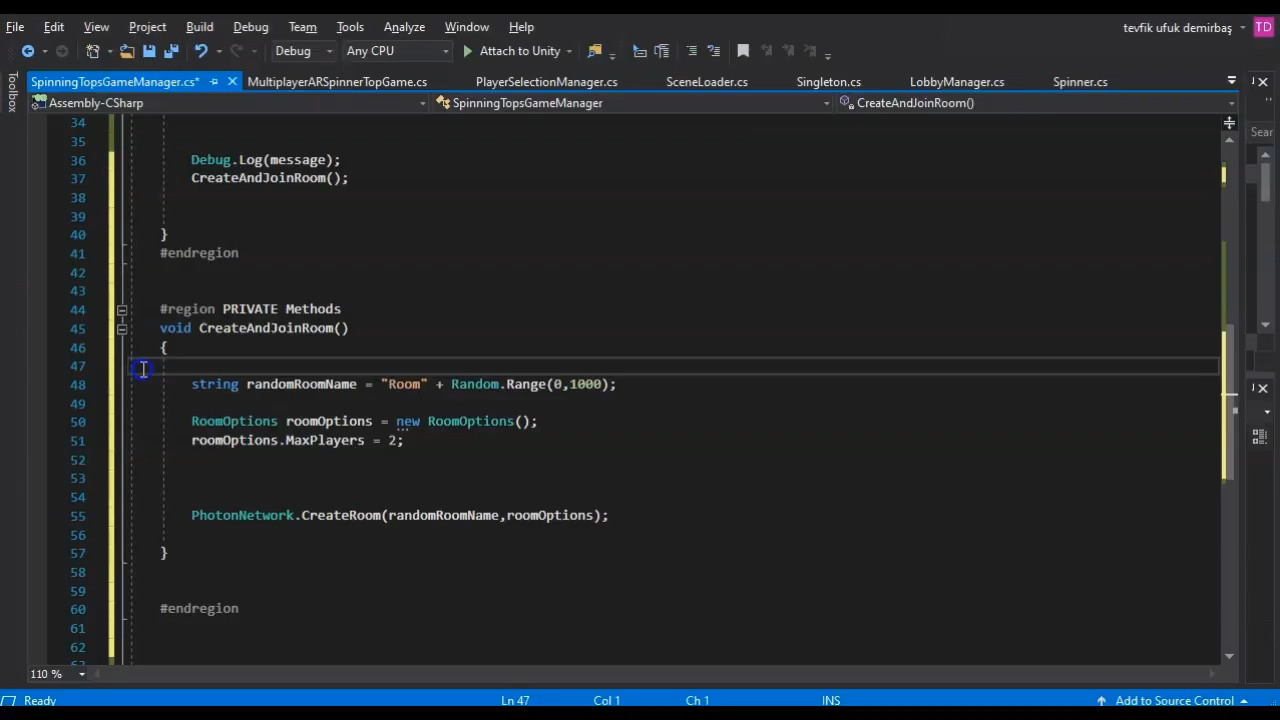 File Edit View Project Build Debug Team Tools Analyze Window Help
tevfik ufuk demirbaş TD
Debug Any CPU Attach to Unity
Toolbox
SpinningTopsGameManager.cs* MultiplayerARSpinnerTopGame.cs PlayerSelectionManager.cs SceneLoader.cs Singleton.cs LobbyManager.cs Spinner.cs
Assembly-CSharp SpinningTopsGameManager CreateAndJoinRoom()
Sear
34
35
36 Debug.Log(message);
37 CreateAndJoinRoom();
38
39
40 }
41 #endregion
42
43
44 #region PRIVATE Methods
45 void CreateAndJoinRoom()
46 {
47
48 string randomRoomName = "Room" + Random.Range(0,1000);
49
50 RoomOptions roomOptions = new RoomOptions();
51 roomOptions.MaxPlayers = 2;
52
53
54
55 PhotonNetwork.CreateRoom(randomRoomName,roomOptions);
56
57 }
58
59
60 #endregion
61
62
110 %
Ready Ln 47 Col 1 Ch 1 INS Add to Source Control